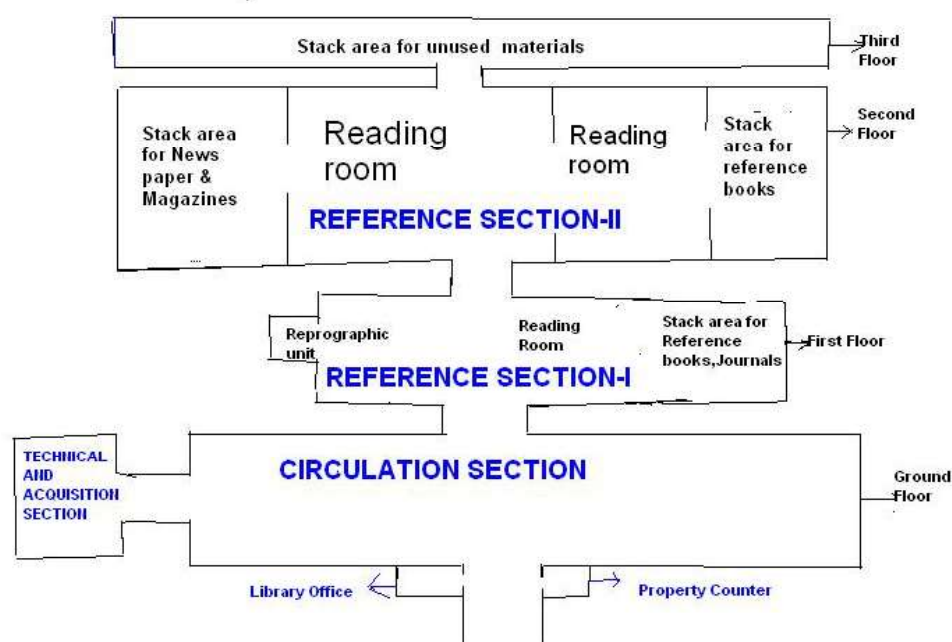 Stack area for unused materials
Third
Floor
Stack area
for News
paper &
Magazines
....
Reading
room
Reading
room
Stack
area for
reference
books
Second
Floor
REFERENCE SECTION-II
Reprographic
unit
Reading
Room
Stack area for
Reference
books,Journals
First Floor
REFERENCE SECTION-I
TECHNICAL
AND
ACQUISITION
SECTION
CIRCULATION SECTION
Ground
Floor
Library Office
Property Counter